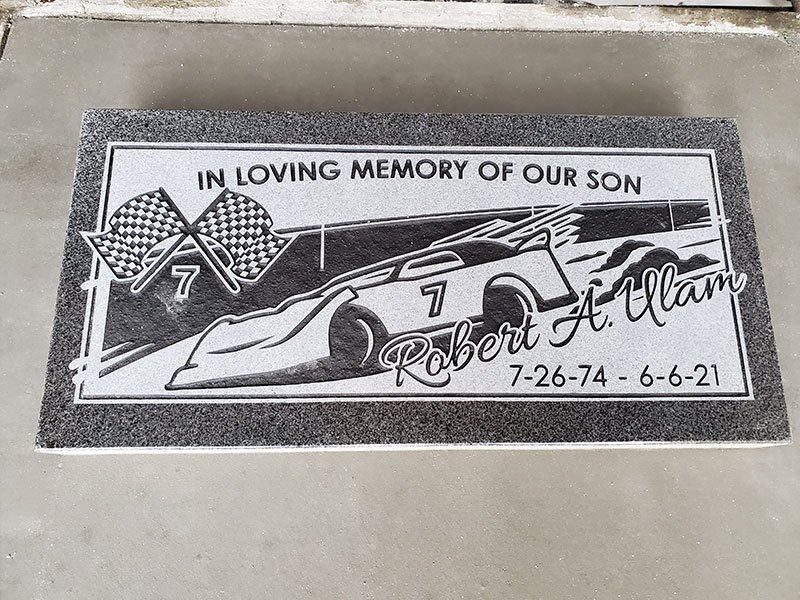 IN LOVING MEMORY OF OUR SON
7
7
Robert A. Ulam
7-26-74 - 6-6-21